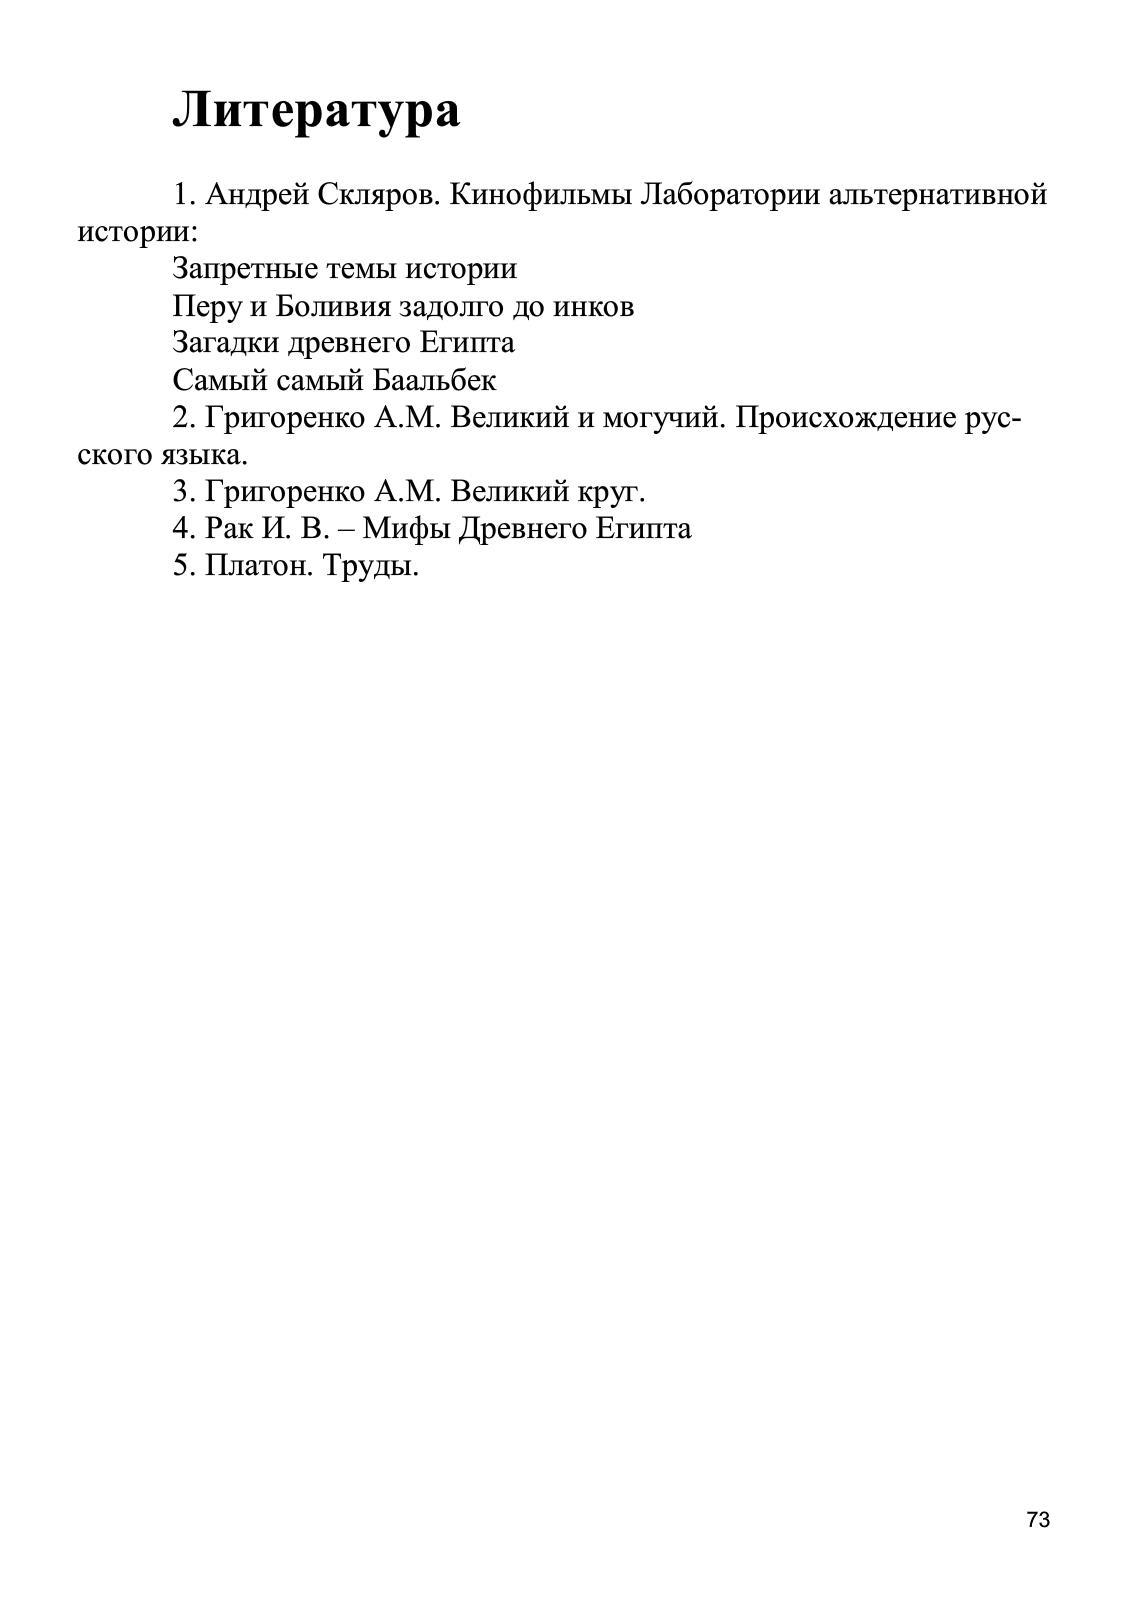 Литература
1. Андрей Скляров. Кинофильмы Лаборатории альтернативной
истории:
Запретные темы истории
Перу и Боливия задолго до инков
Загадки древнего Египта
Самый самый Баальбек
2. Григоренко А.М. Великий и могучий. Происхождение рус-
ского языка.
3. Григоренко А.М. Великий круг.
4. Рак И. В. – Мифы Древнего Египта
5. Платон. Труды.
73